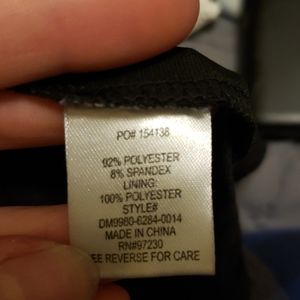 PO# 154138
92% POLYESTER
8% SPANDEX
LINING:
100% POLYESTER
STYLE#
DM9980-6284-0014
MADE IN CHINA
RN#97230
EE REVERSE FOR CARE